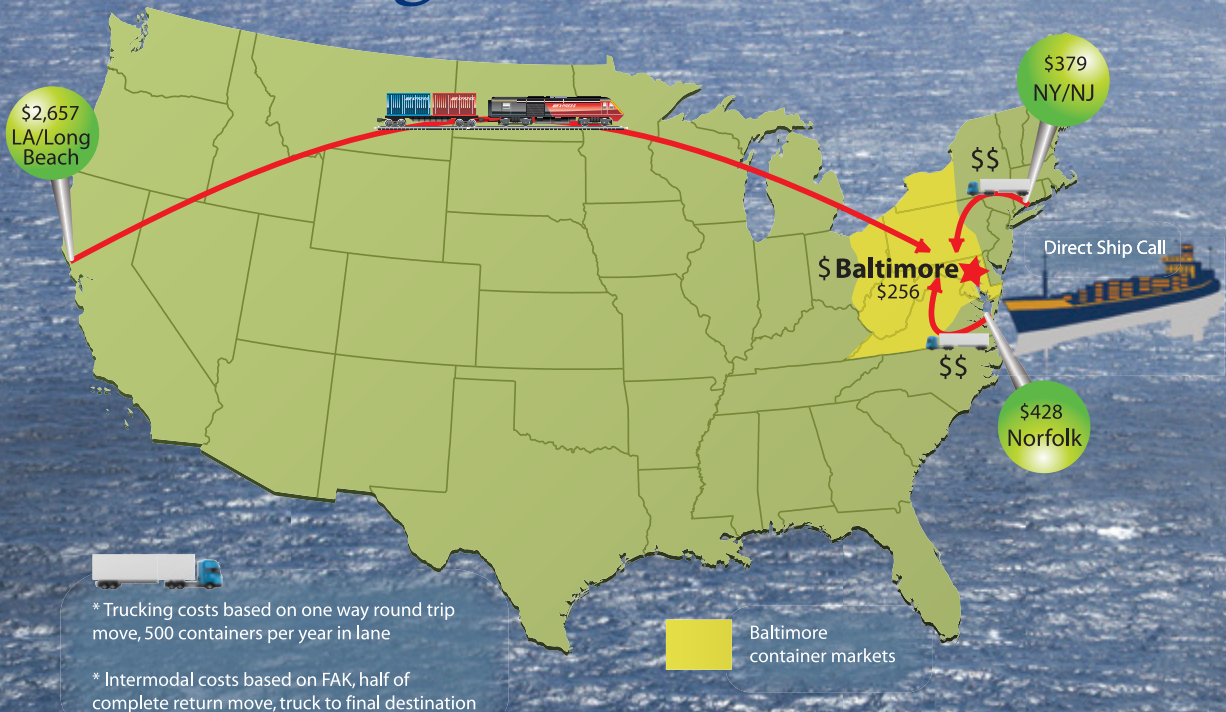 $2,657
LA/Long
Beach
$379
NY/NJ
$$
Direct Ship Call
$ Baltimore
$256
$$
$428
Norfolk
* Trucking costs based on one way round trip
move, 500 containers per year in lane
* Intermodal costs based on FAK, half of
complete return move, truck to final destination
Baltimore
container markets